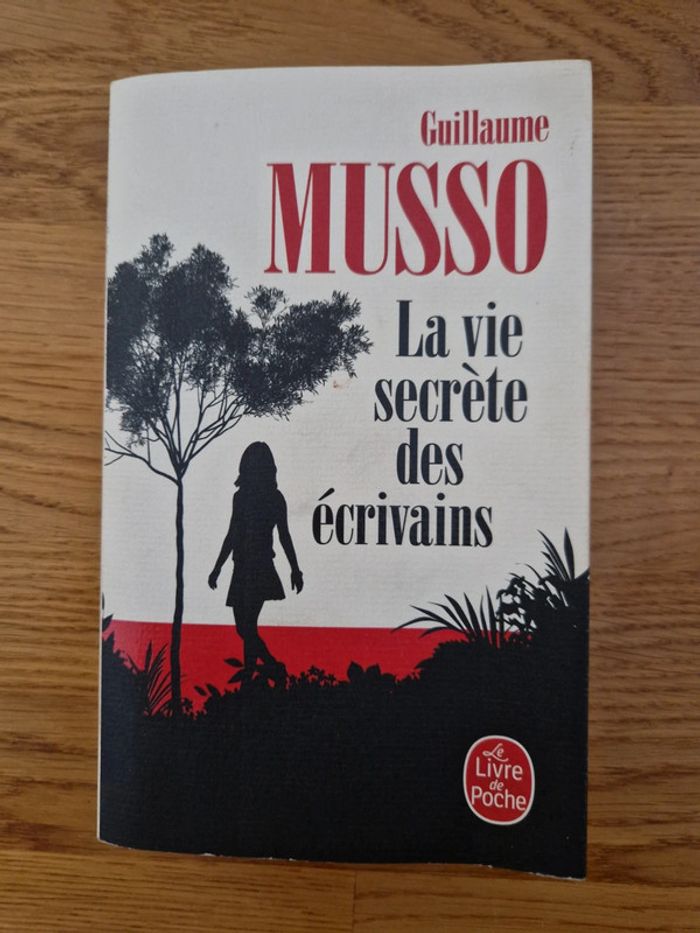 Guillaume
MUSSO
La vie
secrète
des
écrivains
Le
Livre
de
Poche